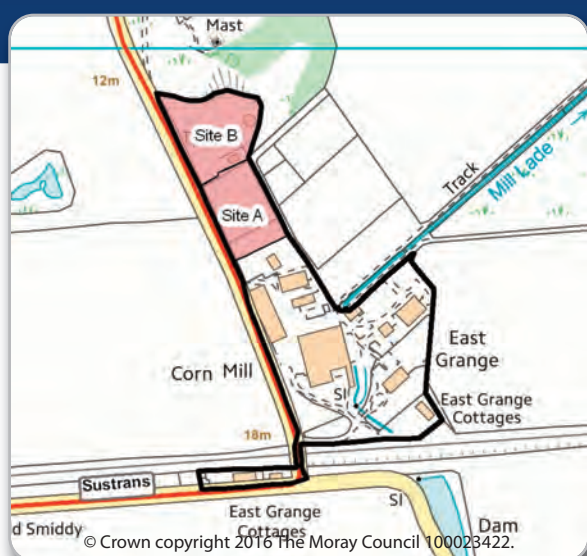 Mast
12m
Site B
Site A
Track
Mill Lade
Corn Mill
East
Grange
East Grange
Cottages
Sl
18m
Sustrans
East Grange
Cottages
Sl
d Smiddy
Dam
© Crown copyright 2016 The Moray Council 100023422.